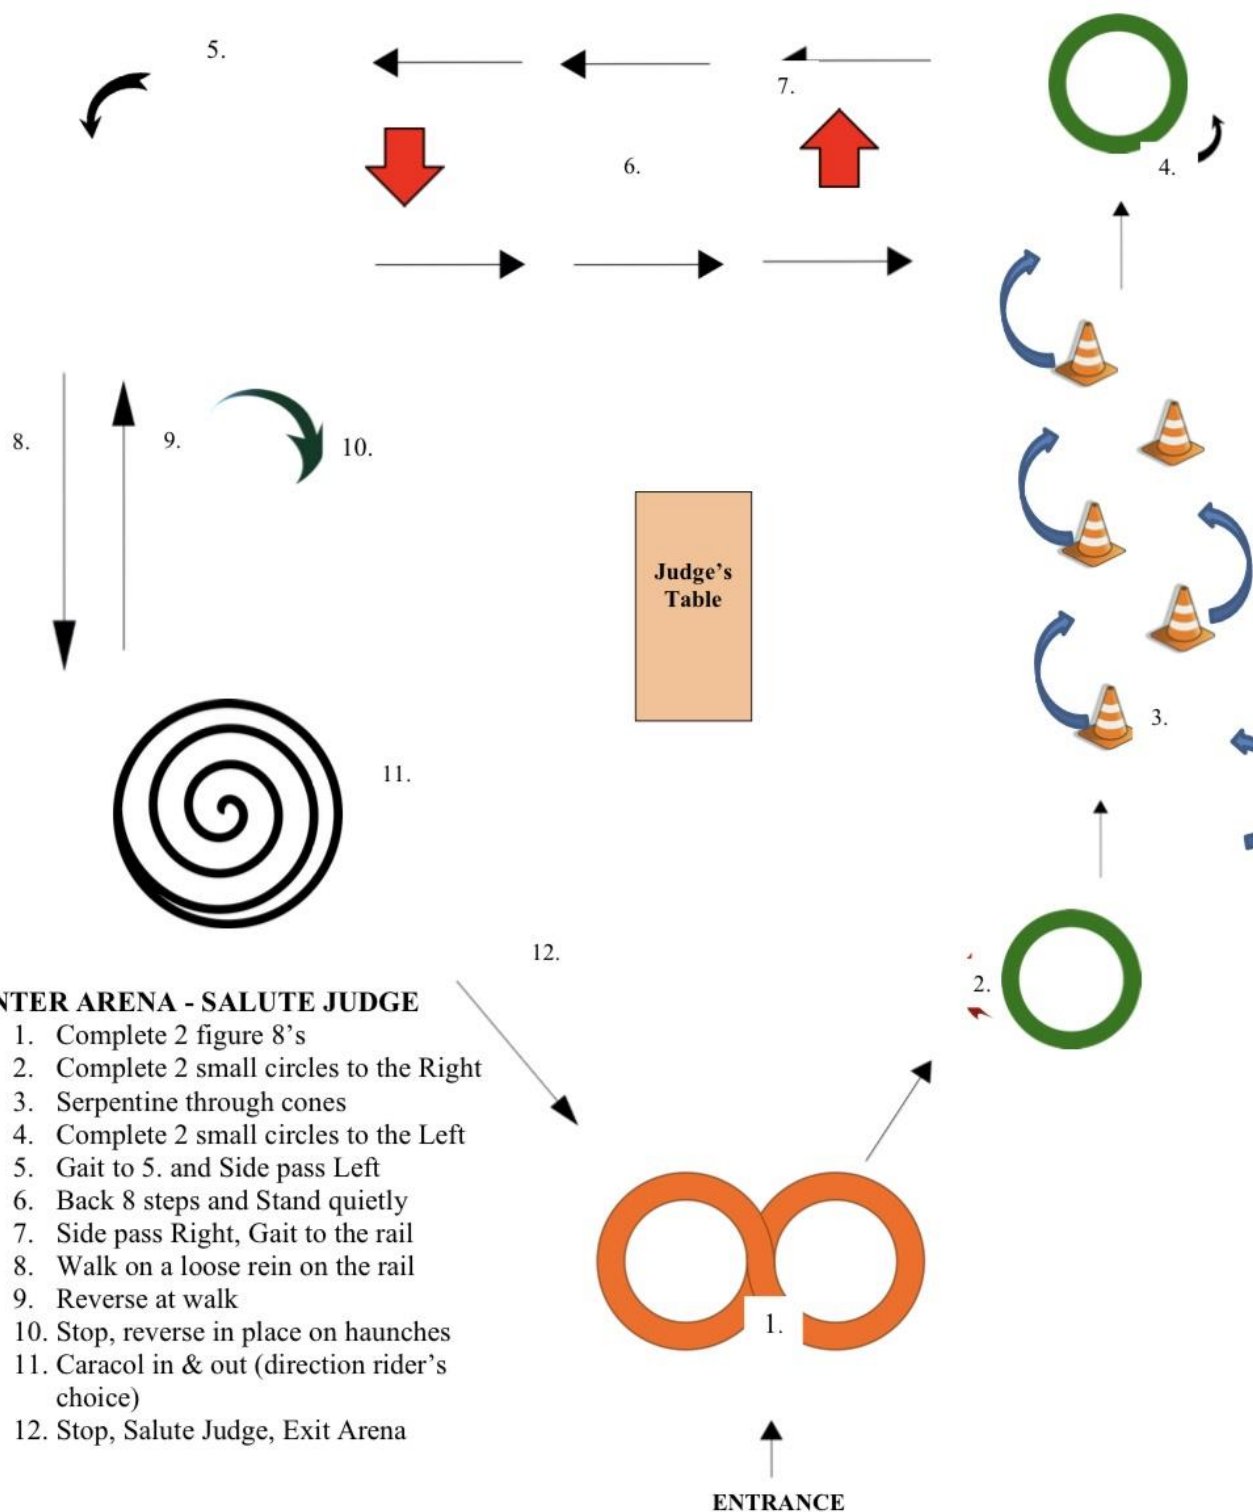 5.
7.
6.
4.
8.
9.
10.
Judge's
Table
3.
11.
12.
2.
NTER ARENA - SALUTE JUDGE
1. Complete 2 figure 8's
2. Complete 2 small circles to the Right
3. Serpentine through cones
4. Complete 2 small circles to the Left
5. Gait to 5. and Side pass Left
6. Back 8 steps and Stand quietly
7. Side pass Right, Gait to the rail
8. Walk on a loose rein on the rail
9. Reverse at walk
10. Stop, reverse in place on haunches
11. Caracol in & out (direction rider's
choice)
12. Stop, Salute Judge, Exit Arena
1.
ENTRANCE